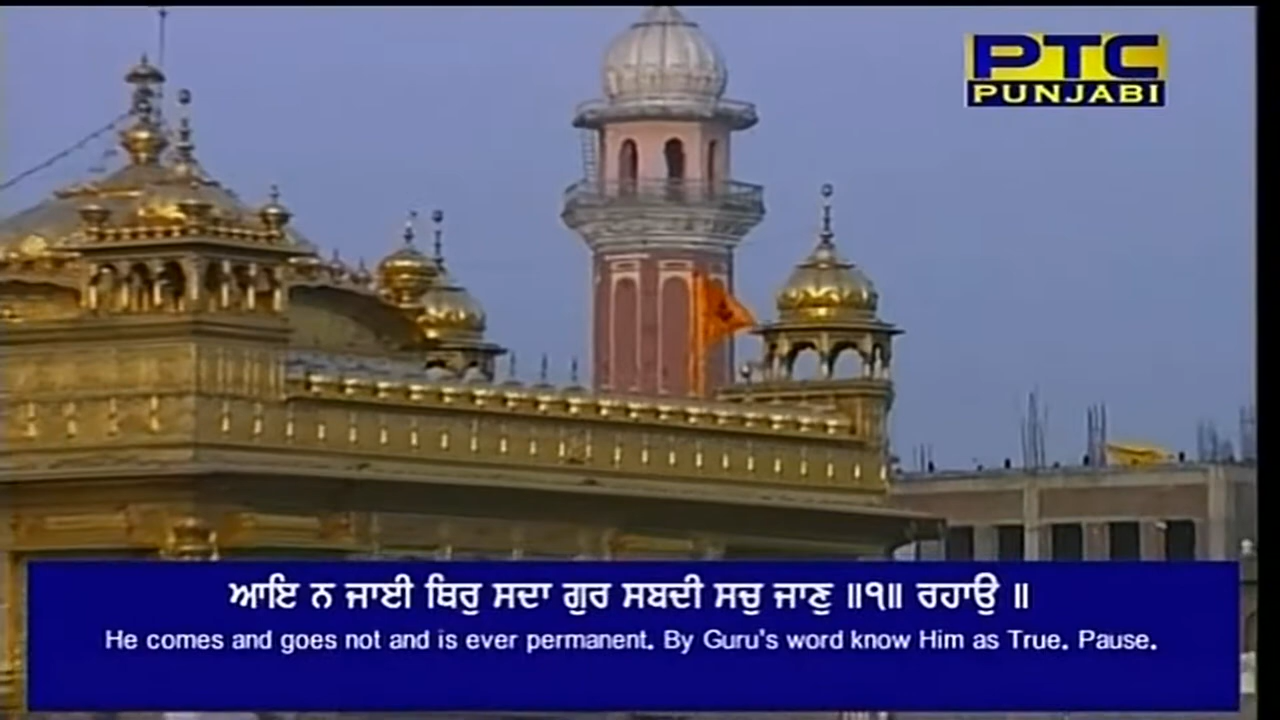 PTC
PUNJABI
ਆਇ ਨ ਜਾਈ ਥਿਰੁ ਸਦਾ ਗੁਰ ਸਬਦੀ ਸਚੁ ਜਾਣੁ ॥੧॥ ਰਹਾਉ ॥
He comes and goes not and is ever permanent. By Guru's word know Him as True. Pause.